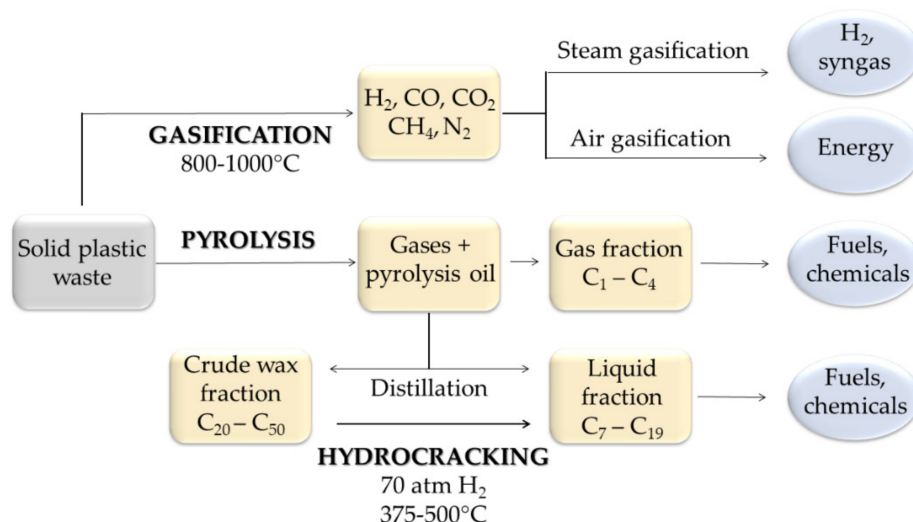 Steam gasification
H₂,
syngas
H₂, CO, CO₂
CH₄, N₂
GASIFICATION
800-1000°C
Air gasification
Energy
Solid plastic
waste
PYROLYSIS
Gases +
pyrolysis oil
Gas fraction
C₁ – C₄
Fuels,
chemicals
Crude wax
fraction
C₂₀ – C₅₀
Distillation
Liquid
fraction
C₇ – C₁₉
Fuels,
chemicals
HYDROCRACKING
70 atm H₂
375-500°C